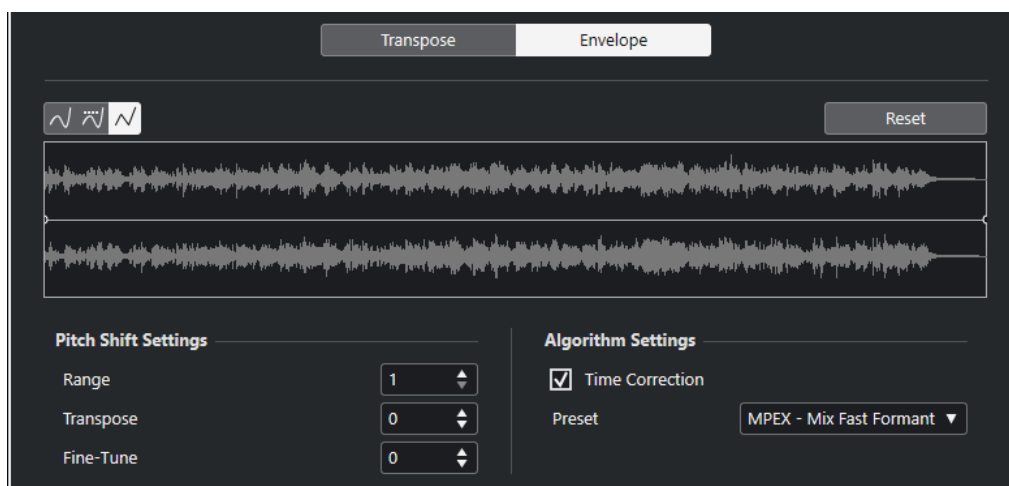 Transpose Envelope
Reset
Pitch Shift Settings
Range 1
Transpose 0
Fine-Tune 0
Algorithm Settings
Time Correction
Preset MPEX - Mix Fast Formant